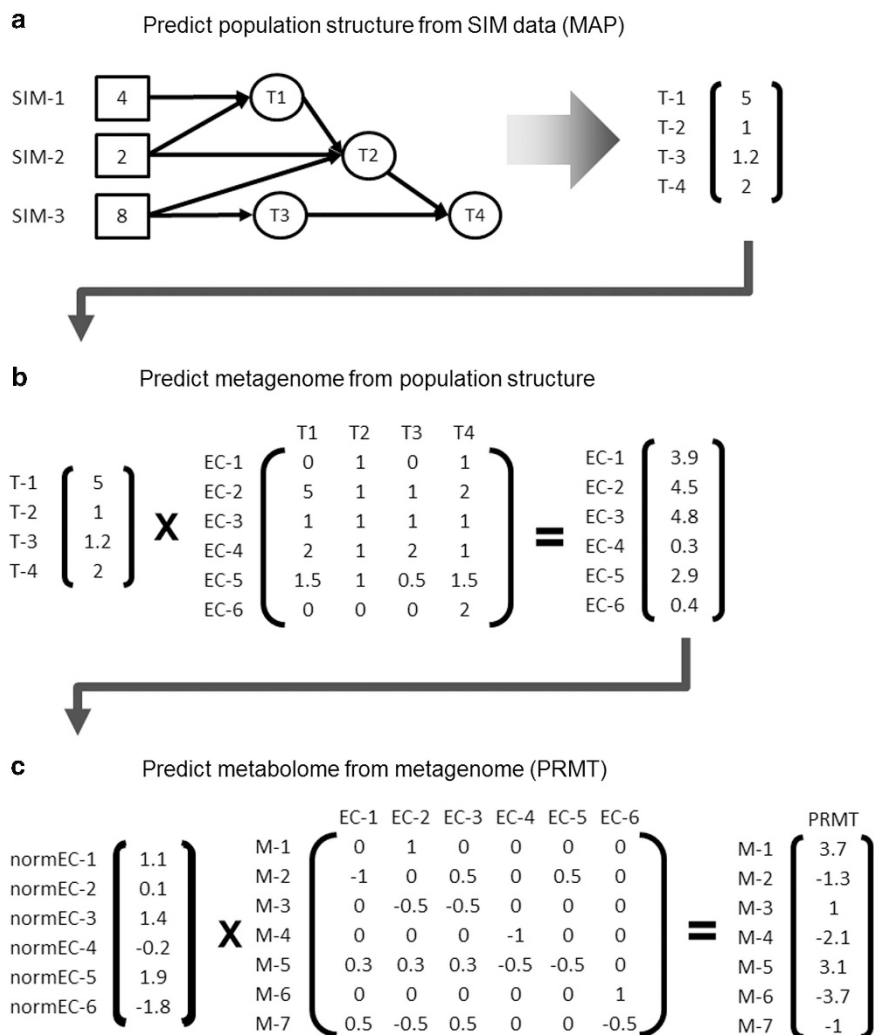 a Predict population structure from SIM data (MAP)
SIM-1 4 T1
SIM-2 2 T2
SIM-3 8 T3 T4
T-1 5
T-2 1
T-3 1.2
T-4 2
b Predict metagenome from population structure
T-1 5
T-2 1
T-3 1.2
T-4 2
X
T1 T2 T3 T4
EC-1 0 1 0 1
EC-2 5 1 1 2
EC-3 1 1 1 1
EC-4 2 1 2 1
EC-5 1.5 1 0.5 1.5
EC-6 0 0 0 2
=
EC-1 3.9
EC-2 4.5
EC-3 4.8
EC-4 0.3
EC-5 2.9
EC-6 0.4
c Predict metabolome from metagenome (PRMT)
normEC-1 1.1
normEC-2 0.1
normEC-3 1.4
normEC-4 -0.2
normEC-5 1.9
normEC-6 -1.8
X
EC-1 EC-2 EC-3 EC-4 EC-5 EC-6
M-1 0 1 0 0 0 0
M-2 -1 0 0.5 0 0.5 0
M-3 0 -0.5 -0.5 0 0 0
M-4 0 0 0 -1 0 0
M-5 0.3 0.3 0.3 -0.5 -0.5 0
M-6 0 0 0 0 0 1
M-7 0.5 -0.5 0.5 0 0 -0.5
=
PRMT
M-1 3.7
M-2 -1.3
M-3 1
M-4 -2.1
M-5 3.1
M-6 -3.7
M-7 -1